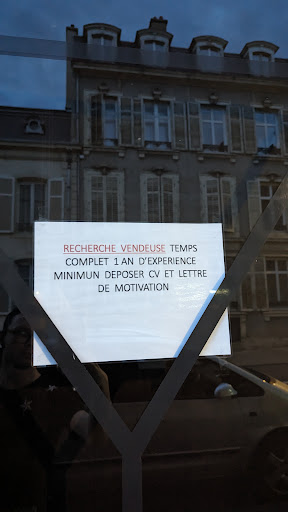 RECHERCHE VENDEUSE TEMPS
COMPLET 1 AN D'EXPERIENCE
MINIMUN DEPOSER CV ET LETTRE
DE MOTIVATION